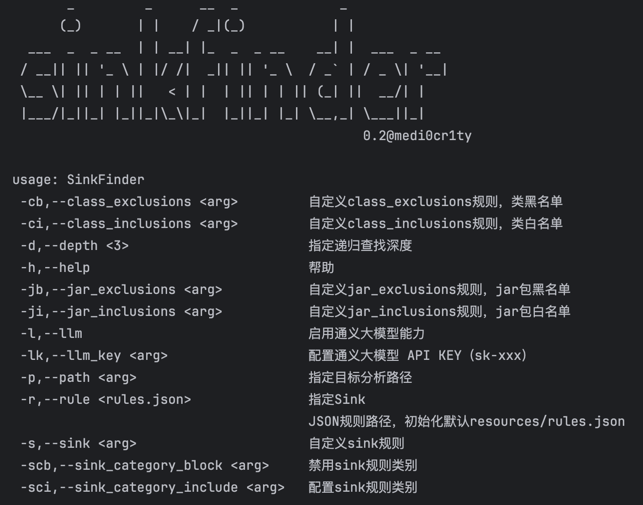 sinkfinder
0.2@medi0cr1ty
usage: SinkFinder
-cb,--class_exclusions <arg> 自定义class_exclusions规则，类黑名单
-ci,--class_inclusions <arg> 自定义class_inclusions规则，类白名单
-d,--depth <3> 指定递归查找深度
-h,--help 帮助
-jb,--jar_exclusions <arg> 自定义jar_exclusions规则，jar包黑名单
-ji,--jar_inclusions <arg> 自定义jar_inclusions规则，jar包白名单
-l,--llm 启用通义大模型能力
-lk,--llm_key <arg> 配置通义大模型 API KEY（sk-xxx）
-p,--path <arg> 指定目标分析路径
-r,--rule <rules.json> 指定Sink
JSON规则路径，初始化默认resources/rules.json
-s,--sink <arg> 自定义sink规则
-scb,--sink_category_block <arg> 禁用sink规则类别
-sci,--sink_category_include <arg> 配置sink规则类别